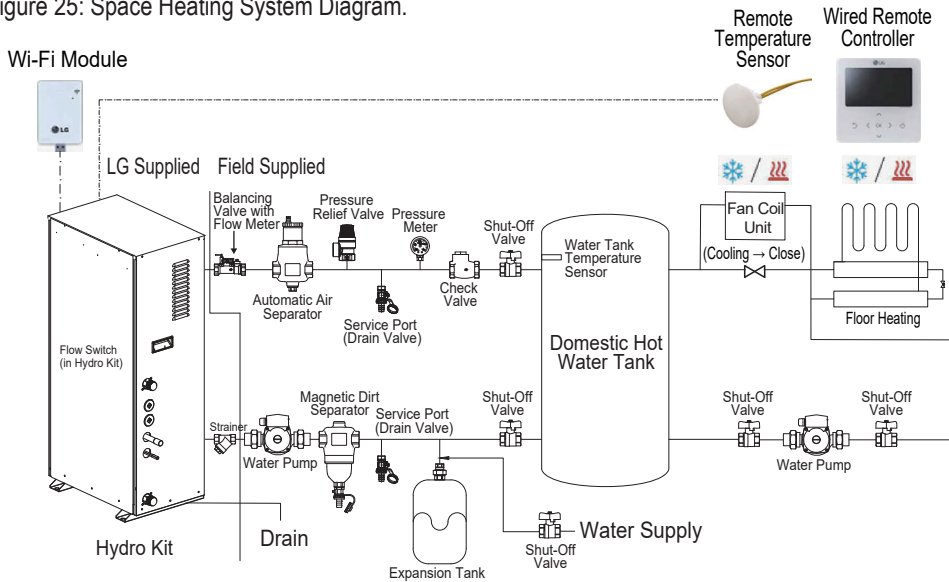 igure 25: Space Heating System Diagram.
Remote
Temperature
Sensor
Wired Remote
Controller
Wi-Fi Module
LG
LG
LG Supplied
Field Supplied
Balancing
Valve with
Flow Meter
Pressure
Relief Valve
Pressure
Meter
Shut-Off
Valve
Water Tank
Temperature
Sensor
Fan Coil
Unit
(Cooling → Close)
Automatic Air
Separator
Service Port
(Drain Valve)
Check
Valve
Floor Heating
Flow Switch
(in Hydro Kit)
Domestic Hot
Water Tank
Strainer
Water Pump
Magnetic Dirt
Separator
Service Port
(Drain Valve)
Shut-Off
Valve
Shut-Off
Valve
Water Pump
Shut-Off
Valve
Hydro Kit
Drain
Expansion Tank
Shut-Off
Valve
Water Supply